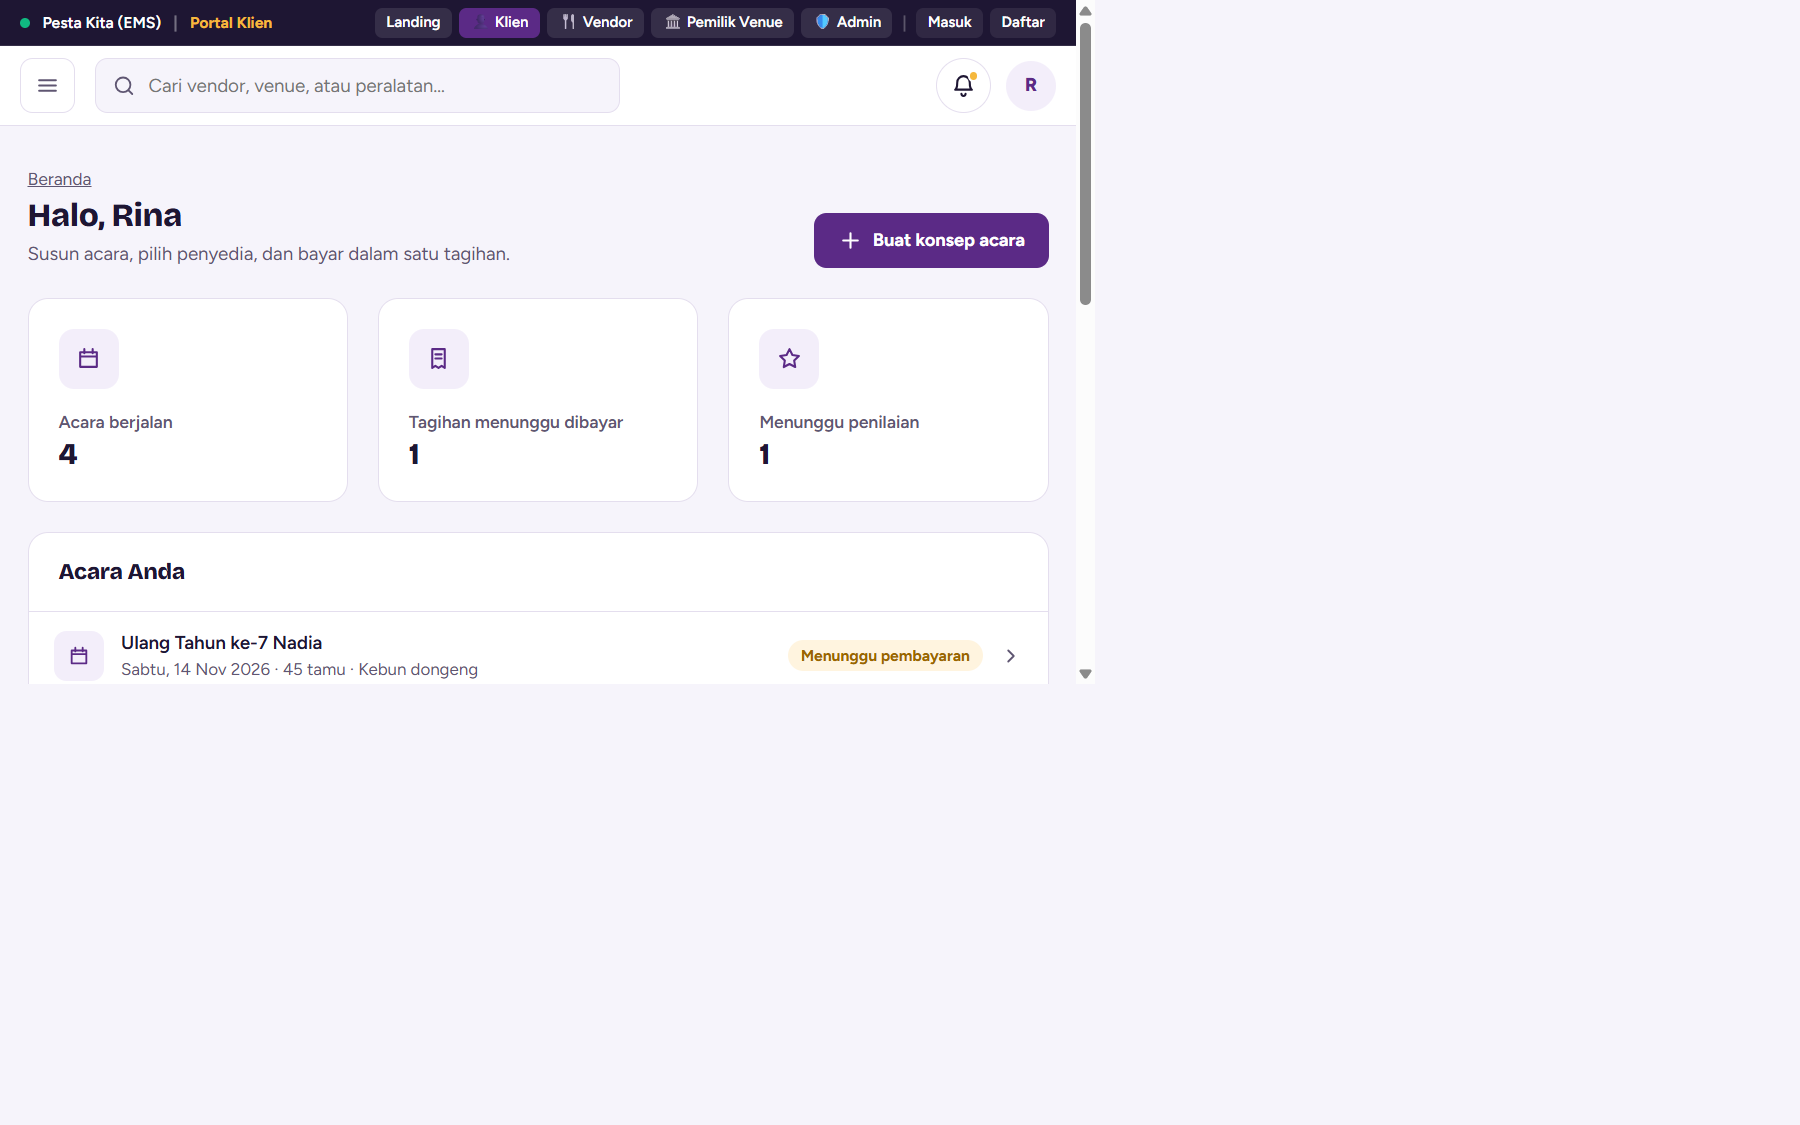 Pesta Kita (EMS) | Portal Klien Landing Klien Vendor Pemilik Venue Admin | Masuk Daftar
Cari vendor, venue, atau peralatan... R
Beranda
Halo, Rina
Susun acara, pilih penyedia, dan bayar dalam satu tagihan.
Buat konsep acara
Acara berjalan
4
Tagihan menunggu dibayar
1
Menunggu penilaian
1
Acara Anda
Ulang Tahun ke-7 Nadia
Sabtu, 14 Nov 2026 · 45 tamu · Kebun dongeng
Menunggu pembayaran